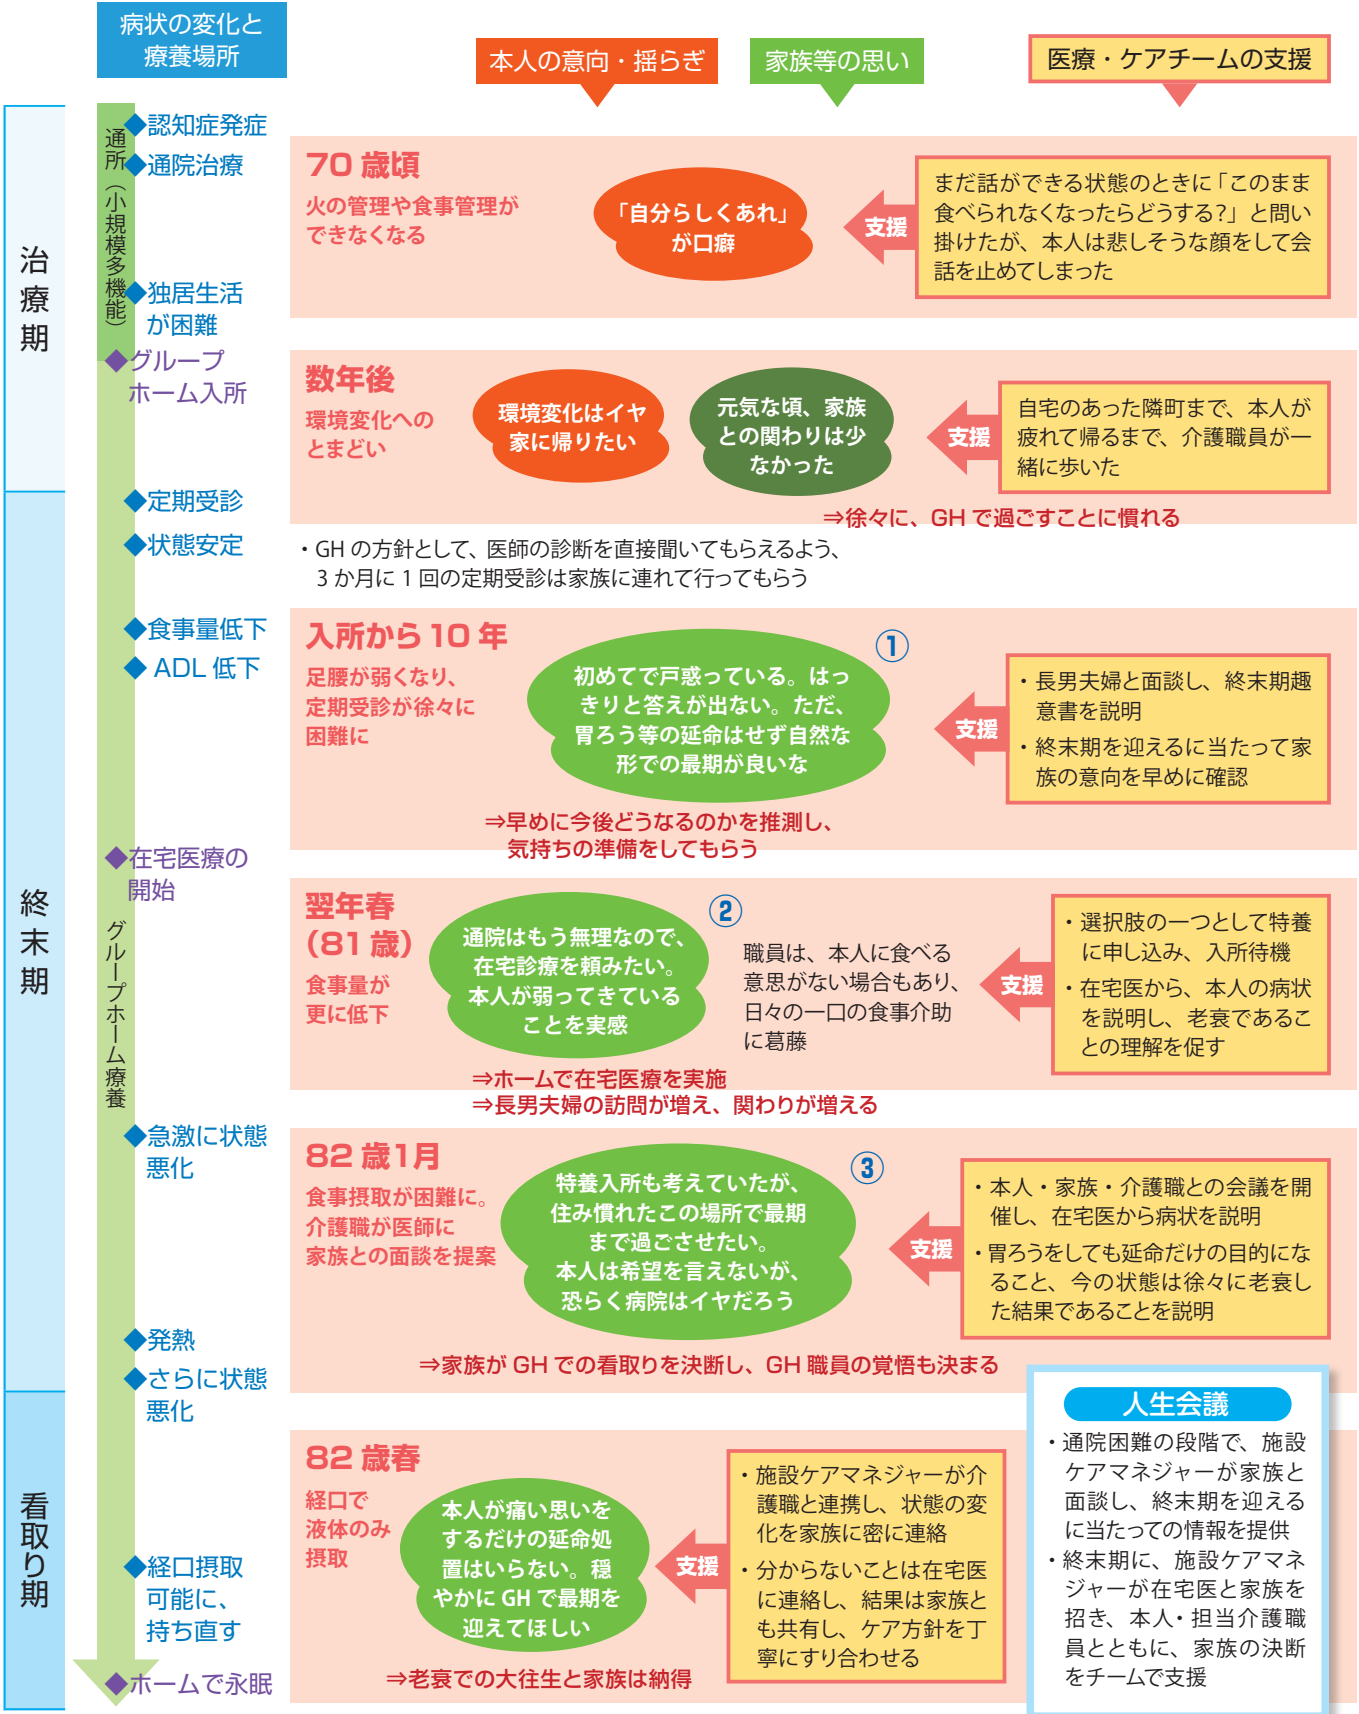 病状の変化と
療養場所
本人の意向・揺らぎ
家族等の思い
医療・ケアチームの支援
治療期
終末期
看取り期
通所（小規模多機能）
グループホーム療養
◆認知症発症
◆通院治療
◆独居生活
が困難
◆グループ
ホーム入所
◆定期受診
◆状態安定
◆食事量低下
◆ADL 低下
◆在宅医療の
開始
◆急激に状態
悪化
◆発熱
◆さらに状態
悪化
◆経口摂取
可能に、
持ち直す
◆ホームで永眠
70 歳頃
火の管理や食事管理が
できなくなる
「自分らしくあれ」
が口癖
支援
まだ話ができる状態のときに「このまま
食べられなくなったらどうする？」と問い
掛けたが、本人は悲しそうな顔をして会
話を止めてしまった
数年後
環境変化への
とまどい
環境変化はイヤ
家に帰りたい
元気な頃、家族
との関わりは少
なかった
支援
自宅のあった隣町まで、本人が
疲れて帰るまで、介護職員が一
緒に歩いた
⇒徐々に、GH で過ごすことに慣れる
・GH の方針として、医師の診断を直接聞いてもらえるよう、
3 か月に 1 回の定期受診は家族に連れて行ってもらう
入所から 10 年
足腰が弱くなり、
定期受診が徐々に
困難に
初めてで戸惑っている。はっ
きりと答えが出ない。ただ、
胃ろう等の延命はせず自然な
形での最期が良いな
①
支援
・長男夫婦と面談し、終末期趣
意書を説明
・終末期を迎えるに当たって家
族の意向を早めに確認
⇒早めに今後どうなるのかを推測し、
気持ちの準備をしてもらう
翌年春
（81 歳）
食事量が
更に低下
通院はもう無理なので、
在宅診療を頼みたい。
本人が弱ってきている
ことを実感
②
職員は、本人に食べる
意思がない場合もあり、
日々の一口の食事介助
に葛藤
支援
・選択肢の一つとして特養
に申し込み、入所待機
・在宅医から、本人の病状
を説明し、老衰であるこ
との理解を促す
⇒ホームで在宅医療を実施
⇒長男夫婦の訪問が増え、関わりが増える
82 歳1月
食事摂取が困難に。
介護職が医師に
家族との面談を提案
特養入所も考えていたが、
住み慣れたこの場所で最期
まで過ごさせたい。
本人は希望を言えないが、
恐らく病院はイヤだろう
③
支援
・本人・家族・介護職との会議を開
催し、在宅医から病状を説明
・胃ろうをしても延命だけの目的にな
ること、今の状態は徐々に老衰し
た結果であることを説明
⇒家族が GH での看取りを決断し、GH 職員の覚悟も決まる
82 歳春
経口で
液体のみ
摂取
本人が痛い思いを
するだけの延命処
置はいらない。穏
やかに GH で最期を
迎えてほしい
支援
・施設ケアマネジャーが介
護職と連携し、状態の変
化を家族に密に連絡
・分からないことは在宅医
に連絡し、結果は家族と
も共有し、ケア方針を丁
寧にすり合わせる
⇒老衰での大往生と家族は納得
人生会議
・通院困難の段階で、施設
ケアマネジャーが家族と
面談し、終末期を迎える
に当たっての情報を提供
・終末期に、施設ケアマネ
ジャーが在宅医と家族を
招き、本人・担当介護職
員とともに、家族の決断
をチームで支援